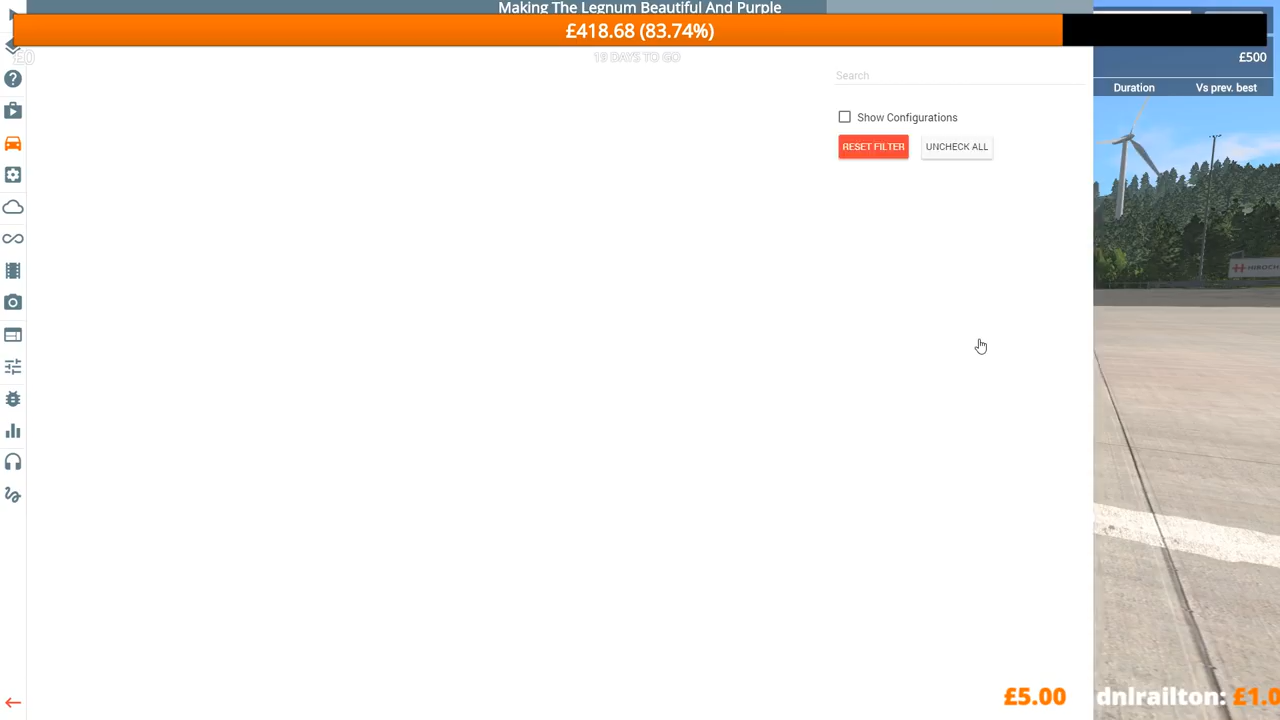 Making The Legnum Beautiful And Purple
£418.68 (83.74%)
£0
19 DAYS TO GO
£500
Search
Duration
Vs prev. best
Show Configurations
RESET FILTER
UNCHECK ALL
HIROCH
£5.00
dnlrailton: £1.0